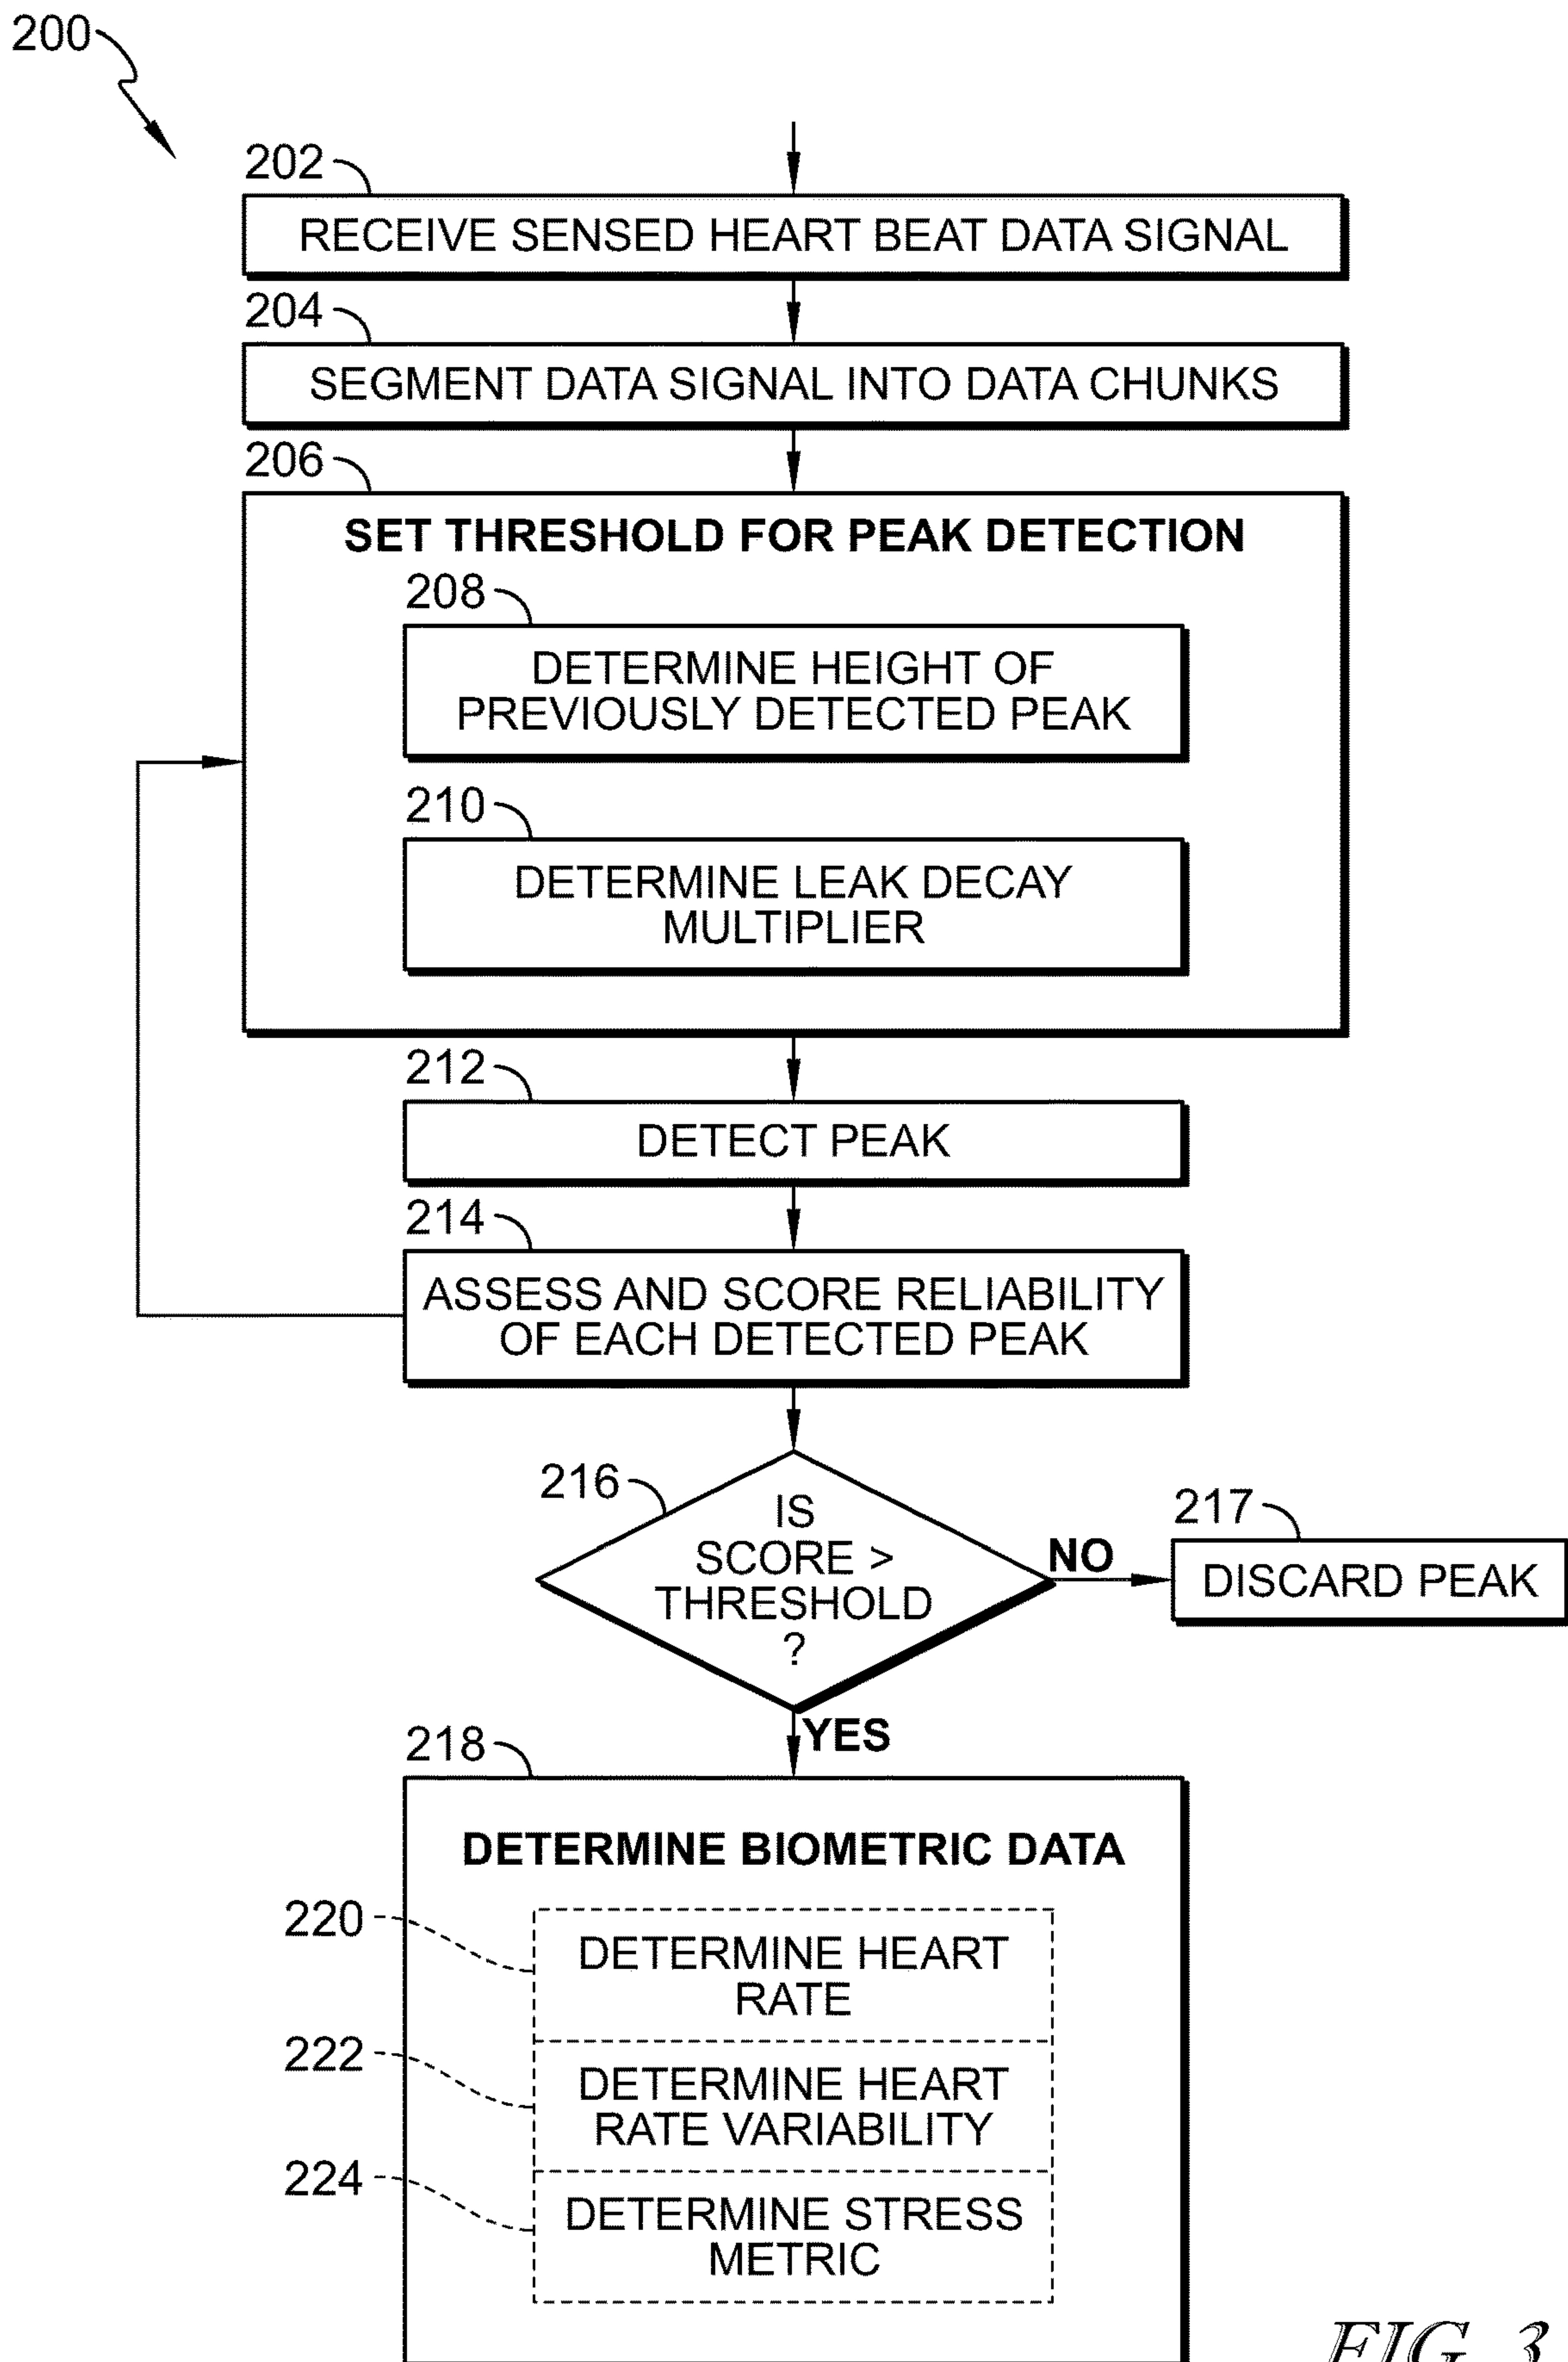 200
202
RECEIVE SENSED HEART BEAT DATA SIGNAL
204
SEGMENT DATA SIGNAL INTO DATA CHUNKS
206
SET THRESHOLD FOR PEAK DETECTION
208
DETERMINE HEIGHT OF
PREVIOUSLY DETECTED PEAK
210
DETERMINE LEAK DECAY
MULTIPLIER
212
DETECT PEAK
214
ASSESS AND SCORE RELIABILITY
OF EACH DETECTED PEAK
216
IS
SCORE >
THRESHOLD
?
NO
217
DISCARD PEAK
YES
218
DETERMINE BIOMETRIC DATA
220
DETERMINE HEART
RATE
222
DETERMINE HEART
RATE VARIABILITY
224
DETERMINE STRESS
METRIC
FIG. 3